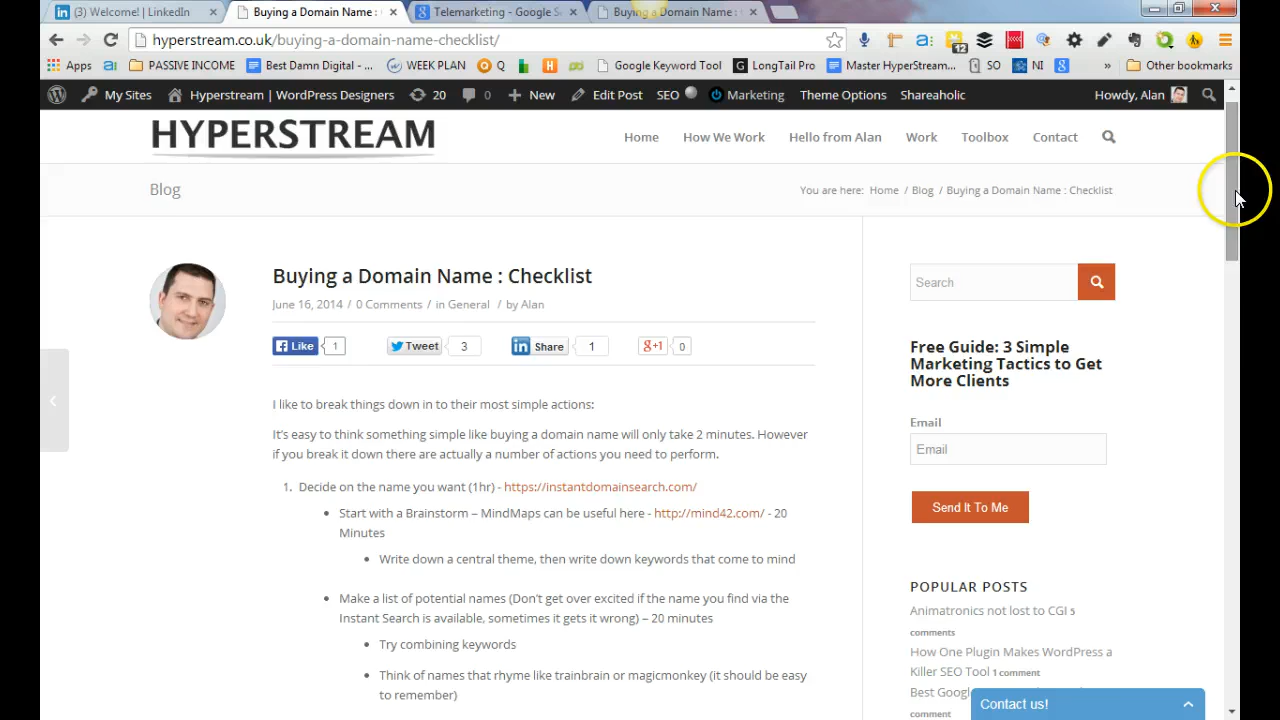 (3) Welcome! | LinkedIn
Buying a Domain Name :
Telemarketing - Google Se
Buying a Domain Name :
hyperstream.co.uk/buying-a-domain-name-checklist/
12
Apps
PASSIVE INCOME
Best Damn Digital - ...
WEEK PLAN
Q
Google Keyword Tool
LongTail Pro
Master HyperStream...
SO
NI
»
Other bookmarks
My Sites
Hyperstream | WordPress Designers
20
0
New
Edit Post
SEO
Marketing
Theme Options
Shareaholic
Howdy, Alan
HYPERSTREAM
Home
How We Work
Hello from Alan
Work
Toolbox
Contact
Blog
You are here: Home / Blog / Buying a Domain Name : Checklist
Buying a Domain Name : Checklist
June 16, 2014 / 0 Comments / in General / by Alan
Like 1
Tweet 3
in Share 1
g+1 0
I like to break things down in to their most simple actions:
It's easy to think something simple like buying a domain name will only take 2 minutes. However
if you break it down there are actually a number of actions you need to perform.
1. Decide on the name you want (1hr) - https://instantdomainsearch.com/
• Start with a Brainstorm – MindMaps can be useful here - http://mind42.com/ - 20
Minutes
• Write down a central theme, then write down keywords that come to mind
• Make a list of potential names (Don't get over excited if the name you find via the
Instant Search is available, sometimes it gets it wrong) – 20 minutes
• Try combining keywords
• Think of names that rhyme like trainbrain or magicmonkey (it should be easy
to remember)
Search
Free Guide: 3 Simple
Marketing Tactics to Get
More Clients
Email
Email
Send It To Me
POPULAR POSTS
Animatronics not lost to CGI 5
comments
How One Plugin Makes WordPress a
Killer SEO Tool 1 comment
Best Goog
comment
Contact us!